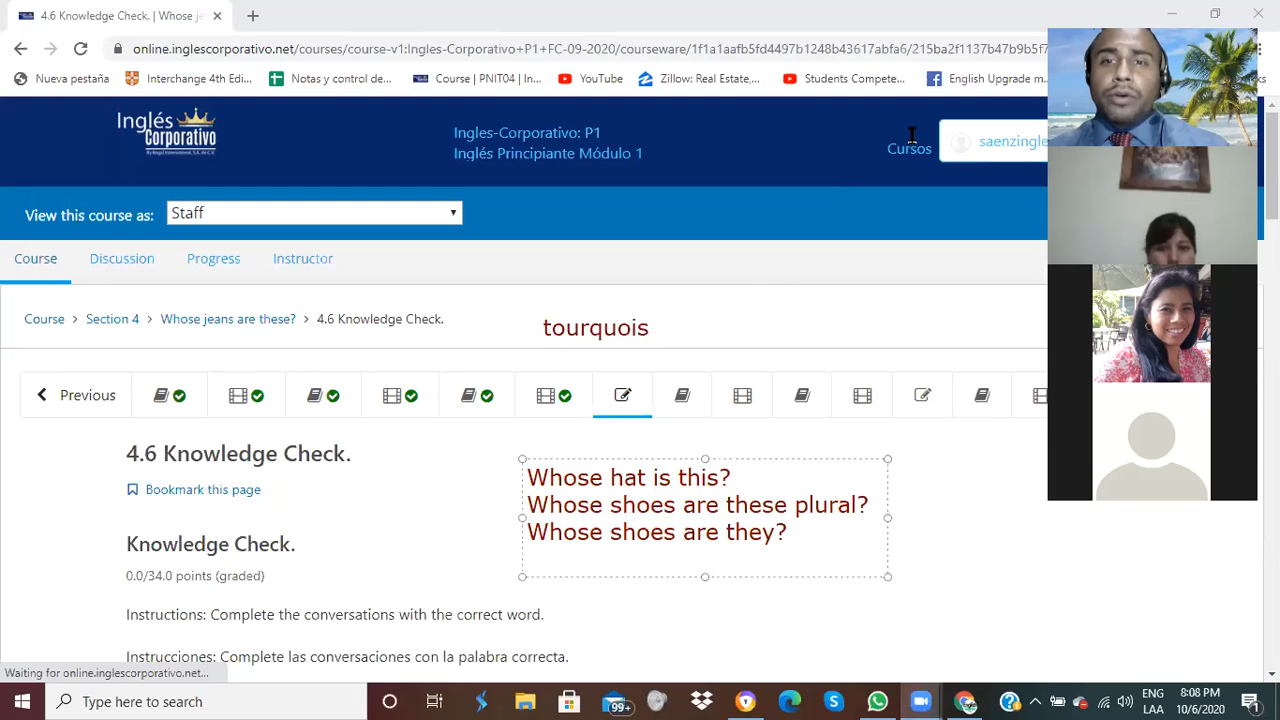 4.6 Knowledge Check. | Whose je
online.inglescorporativo.net/courses/course-v1:Ingles-Corporativo+P1+FC-09-2020/courseware/1f1a1aafb5fd4497b1248b43617abfa6/215ba2f1137b47b9b5f7
Nueva pestaña
Interchange 4th Edi...
Notas y control de...
Course | PNIT04 | In...
YouTube
Zillow: Real Estate,...
Students Compete...
English Upgrade m...
Inglés
Corporativo
Ingles-Corporativo: P1
Inglés Principiante Módulo 1
Cursos
saenzingle
View this course as:
Staff
Course
Discussion
Progress
Instructor
Course > Section 4 > Whose jeans are these? > 4.6 Knowledge Check.
tourquois
Previous
4.6 Knowledge Check.
Bookmark this page
Whose hat is this?
Whose shoes are these plural?
Whose shoes are they?
Knowledge Check.
0.0/34.0 points (graded)
Instructions: Complete the conversations with the correct word.
Instrucciones: Complete las conversaciones con la palabra correcta.
Waiting for online.inglescorporativo.net...
Type here to search
99+
ENG
LAA
8:08 PM
10/6/2020
1